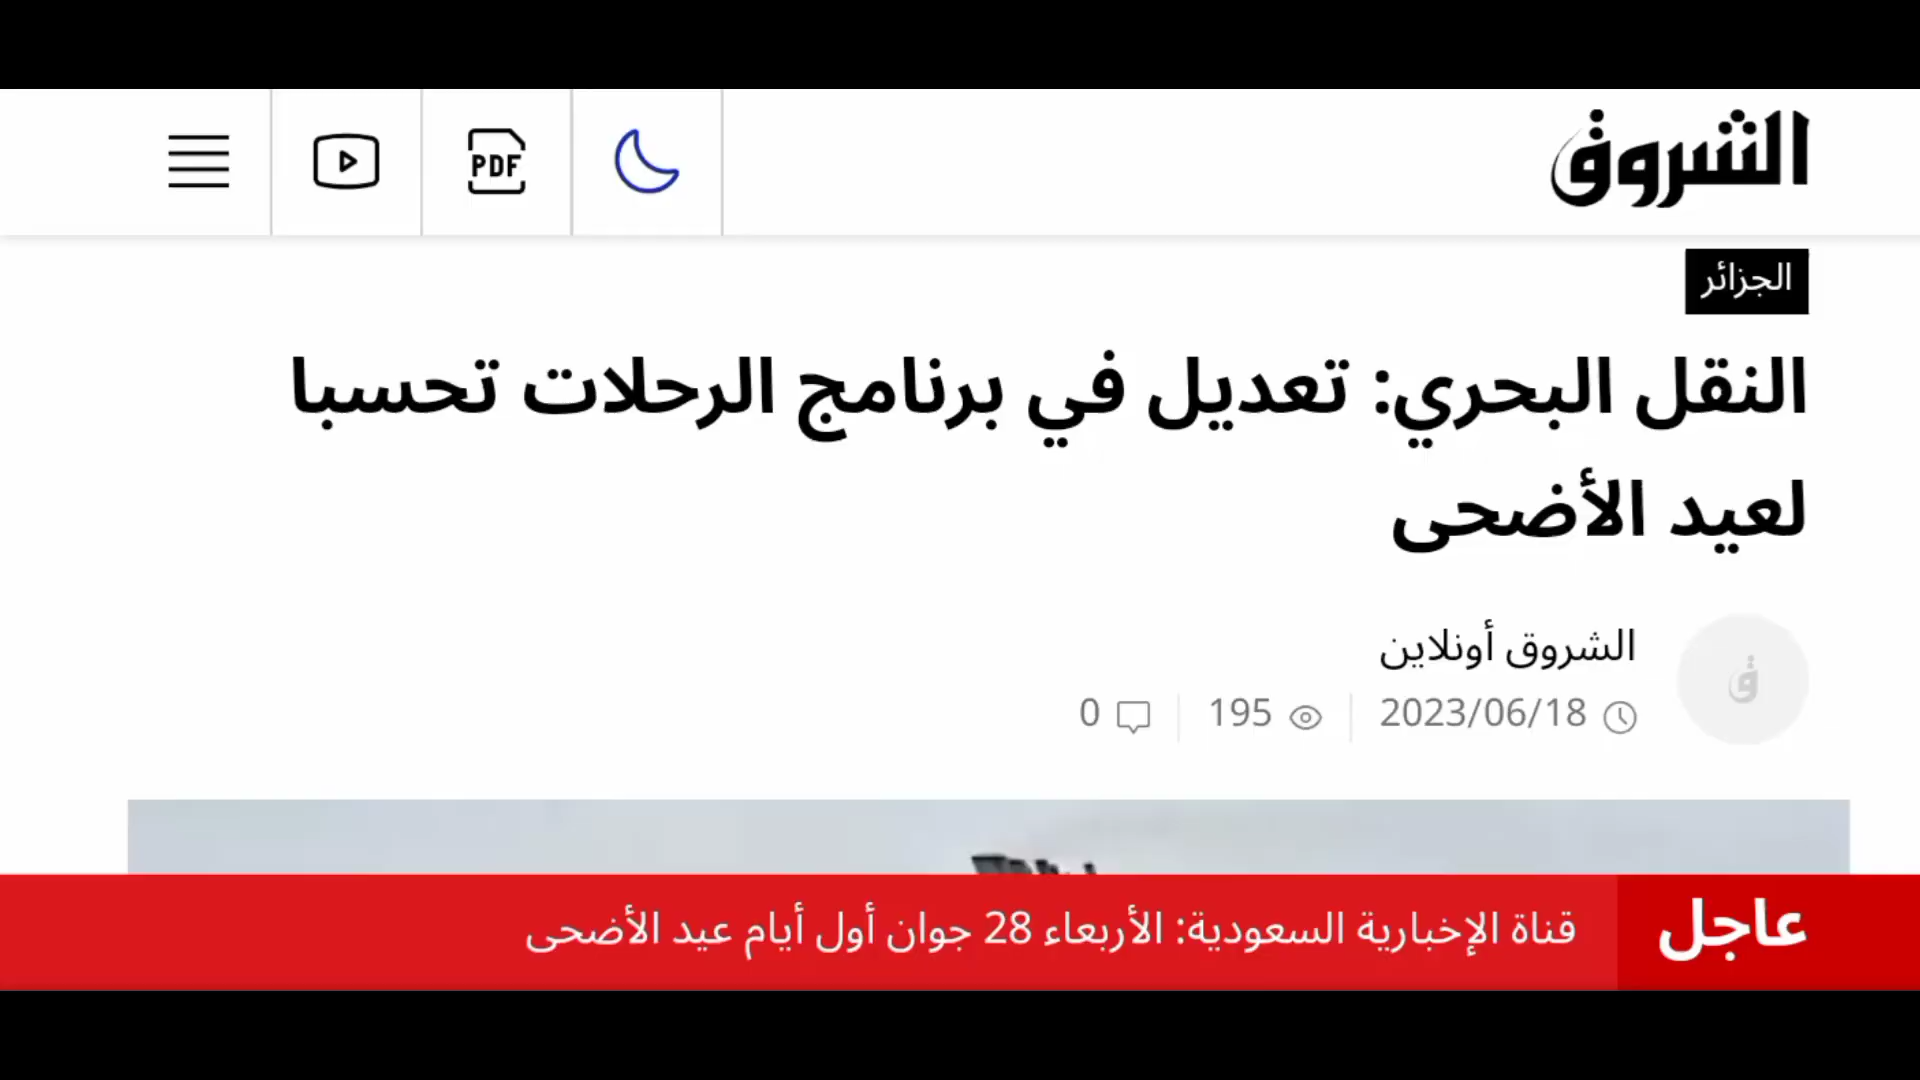 الشروق
PDF
الجزائر
النقل البحري: تعديل في برنامج الرحلات تحسبا
لعيد الأضحى
الشروق أونلاين
2023/06/18
195
0
عاجل
قناة الإخبارية السعودية: الأربعاء 28 جوان أول أيام عيد الأضحى